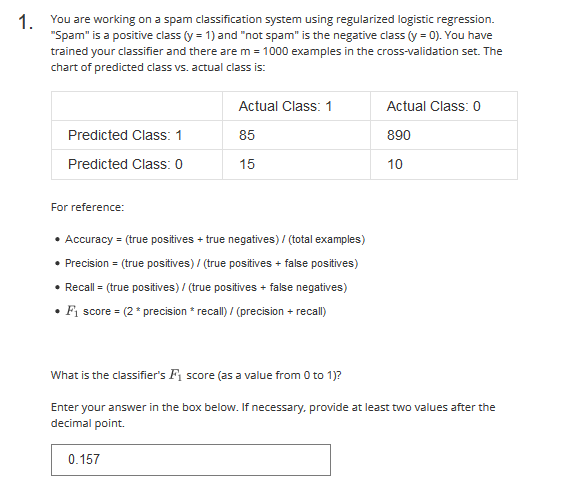 1. You are working on a spam classification system using regularized logistic regression.
"Spam" is a positive class (y = 1) and "not spam" is the negative class (y = 0). You have
trained your classifier and there are m = 1000 examples in the cross-validation set. The
chart of predicted class vs. actual class is:
Actual Class: 1 Actual Class: 0
Predicted Class: 1 85 890
Predicted Class: 0 15 10
For reference:
• Accuracy = (true positives + true negatives) / (total examples)
• Precision = (true positives) / (true positives + false positives)
• Recall = (true positives) / (true positives + false negatives)
• F₁ score = (2 * precision * recall) / (precision + recall)
What is the classifier's F₁ score (as a value from 0 to 1)?
Enter your answer in the box below. If necessary, provide at least two values after the
decimal point.
0.157